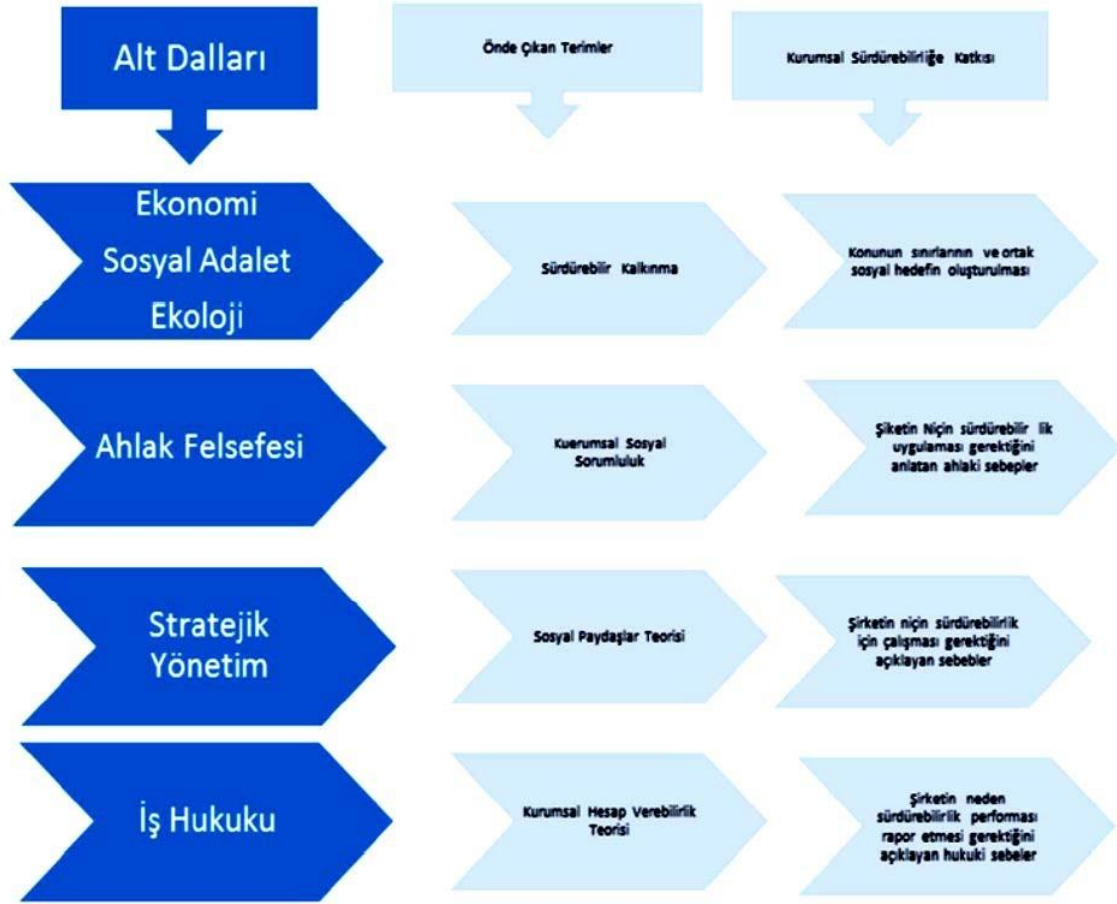 Alt Dalları
Önde Çıkan Terimler
Kurumsal Sürdürebilirliğe Katkısı
Ekonomi
Sosyal Adalet
Ekoloji
Sürdürebilir Kalkınma
Konunun sınırlarının ve ortak
sosyal hedefin oluşturulması
Ahlak Felsefesi
Kuerumsal Sosyal
Sorumluluk
Şiketin Niçin sürdürebilir lik
uygulaması gerektiğini
anlatan ahlaki sebepler
Stratejik
Yönetim
Sosyal Paydaşlar Teorisi
Şirketin niçin sürdürebilirlik
için çalışması gerektiğini
açıklayan sebebler
İş Hukuku
Kurumsal Hesap Verebilirlik
Teorisi
Şirketin neden
sürdürebilirlik performası
rapor etmesi gerektiğini
açıklayan hukuki sebeler